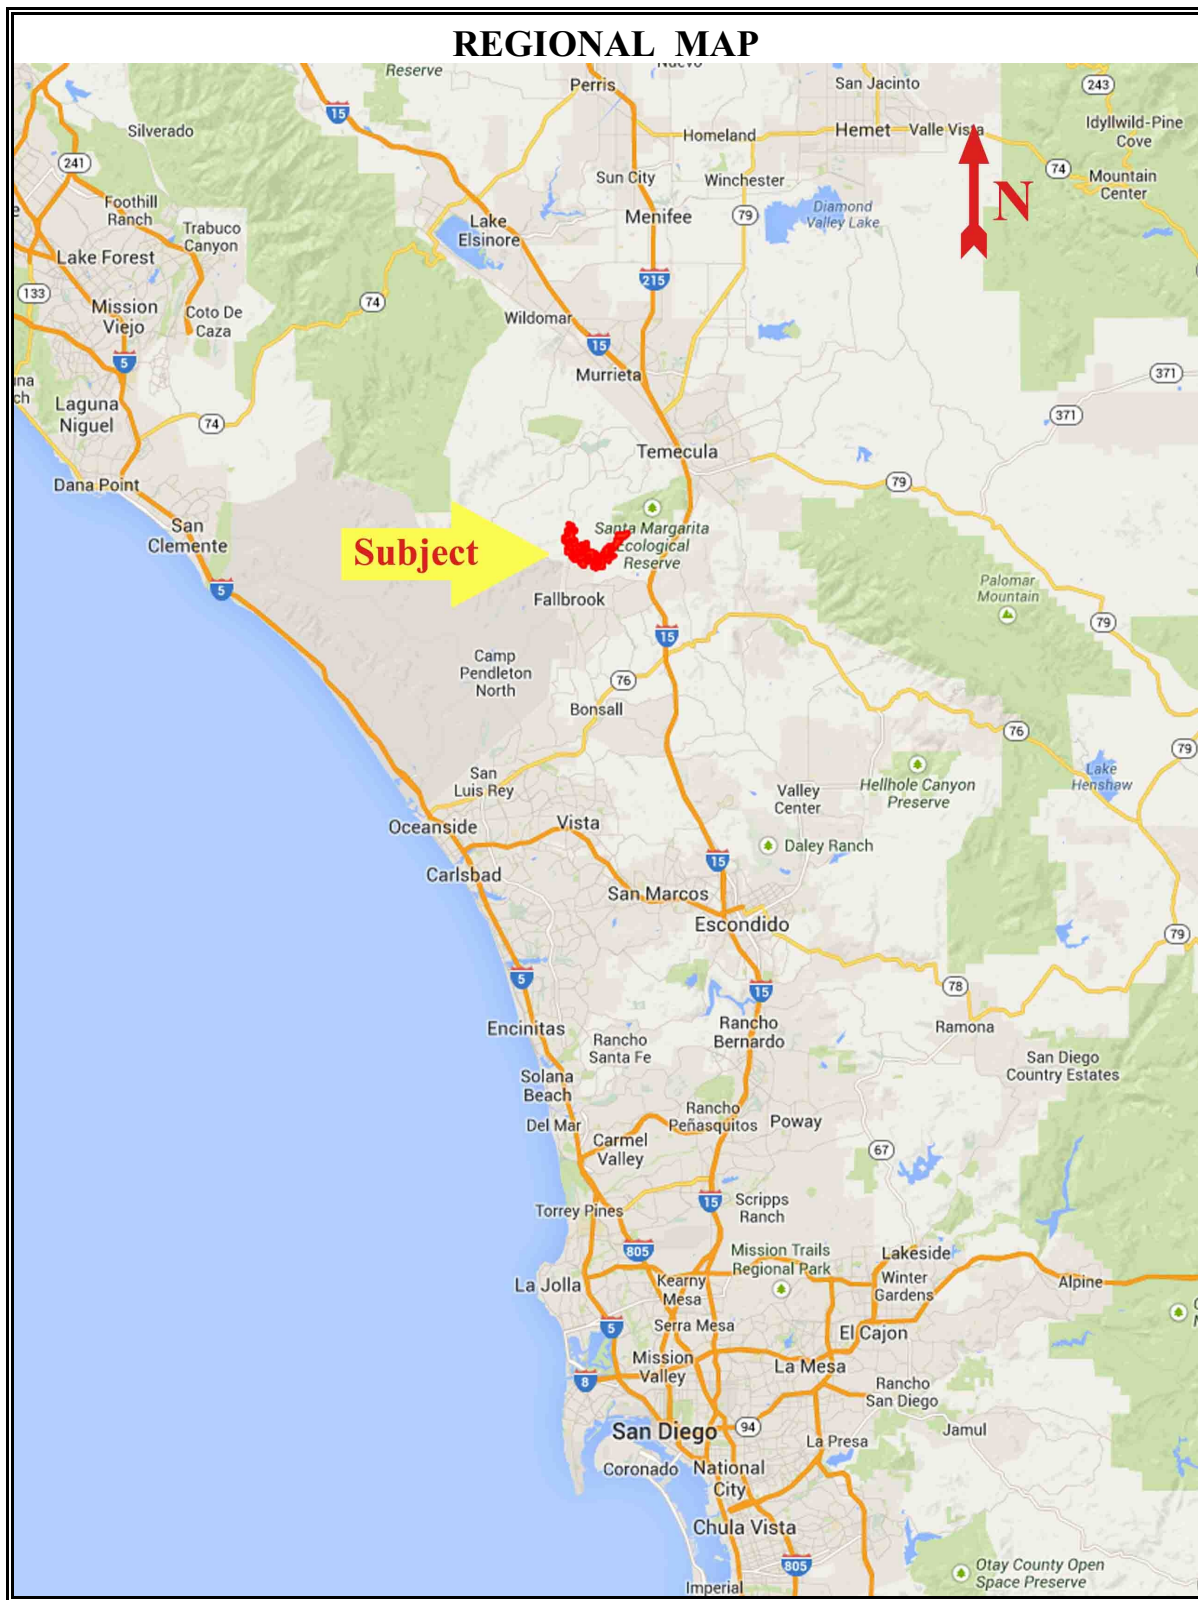 REGIONAL MAP
Reserve
Nuevo
Perris
San Jacinto
243
15
Silverado
Homeland
Hemet
Valle Vista
Idyllwild-Pine
Cove
241
Sun City
Winchester
74
Mountain
Center
Foothill
Ranch
Trabuco
Canyon
Lake
Elsinore
Menifee
79
Diamond
Valley Lake
N
Lake Forest
215
133
Mission
Viejo
Coto De
Caza
74
Wildomar
15
5
Murrieta
371
Laguna
Niguel
74
371
Temecula
Dana Point
79
San
Clemente
Subject
Santa Margarita
Ecological
Reserve
5
Fallbrook
Palomar
Mountain
79
15
Camp
Pendleton
North
76
Bonsall
76
79
San
Luis Rey
Valley
Center
Hellhole Canyon
Preserve
Lake
Henshaw
Oceanside
Vista
Daley Ranch
15
Carlsbad
San Marcos
Escondido
79
5
15
78
Encinitas
Rancho
Santa Fe
Rancho
Bernardo
Ramona
San Diego
Country Estates
Solana
Beach
Del Mar
Rancho
Peñasquitos
Poway
Carmel
Valley
67
Torrey Pines
15
Scripps
Ranch
805
Mission Trails
Regional Park
Lakeside
La Jolla
Kearny
Mesa
Winter
Gardens
Alpine
5
Serra Mesa
El Cajon
Mission
Valley
La Mesa
8
Rancho
San Diego
San Diego
94
La Presa
Jamul
Coronado
National
City
Chula Vista
805
Otay County Open
Space Preserve
Imperial